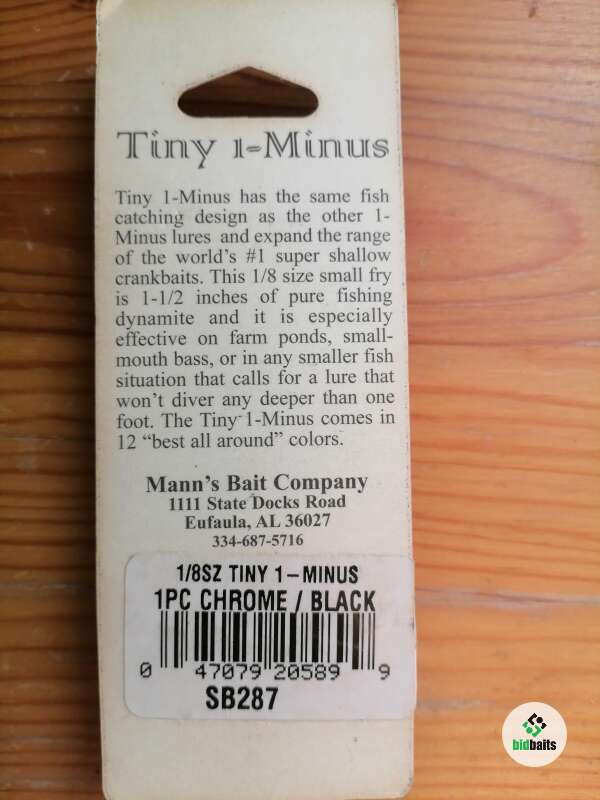 Tiny 1-Minus
Tiny 1-Minus has the same fish
catching design as the other 1-
Minus lures and expand the range
of the world's #1 super shallow
crankbaits. This 1/8 size small fry
is 1-1/2 inches of pure fishing
dynamite and it is especially
effective on farm ponds, small-
mouth bass, or in any smaller fish
situation that calls for a lure that
won't diver any deeper than one
foot. The Tiny 1-Minus comes in
12 “best all around” colors.
Mann's Bait Company
1111 State Docks Road
Eufaula, AL 36027
334-687-5716
1/8SZ TINY 1-MINUS
1PC CHROME / BLACK
0 47079 20589 9
SB287
bidbaits